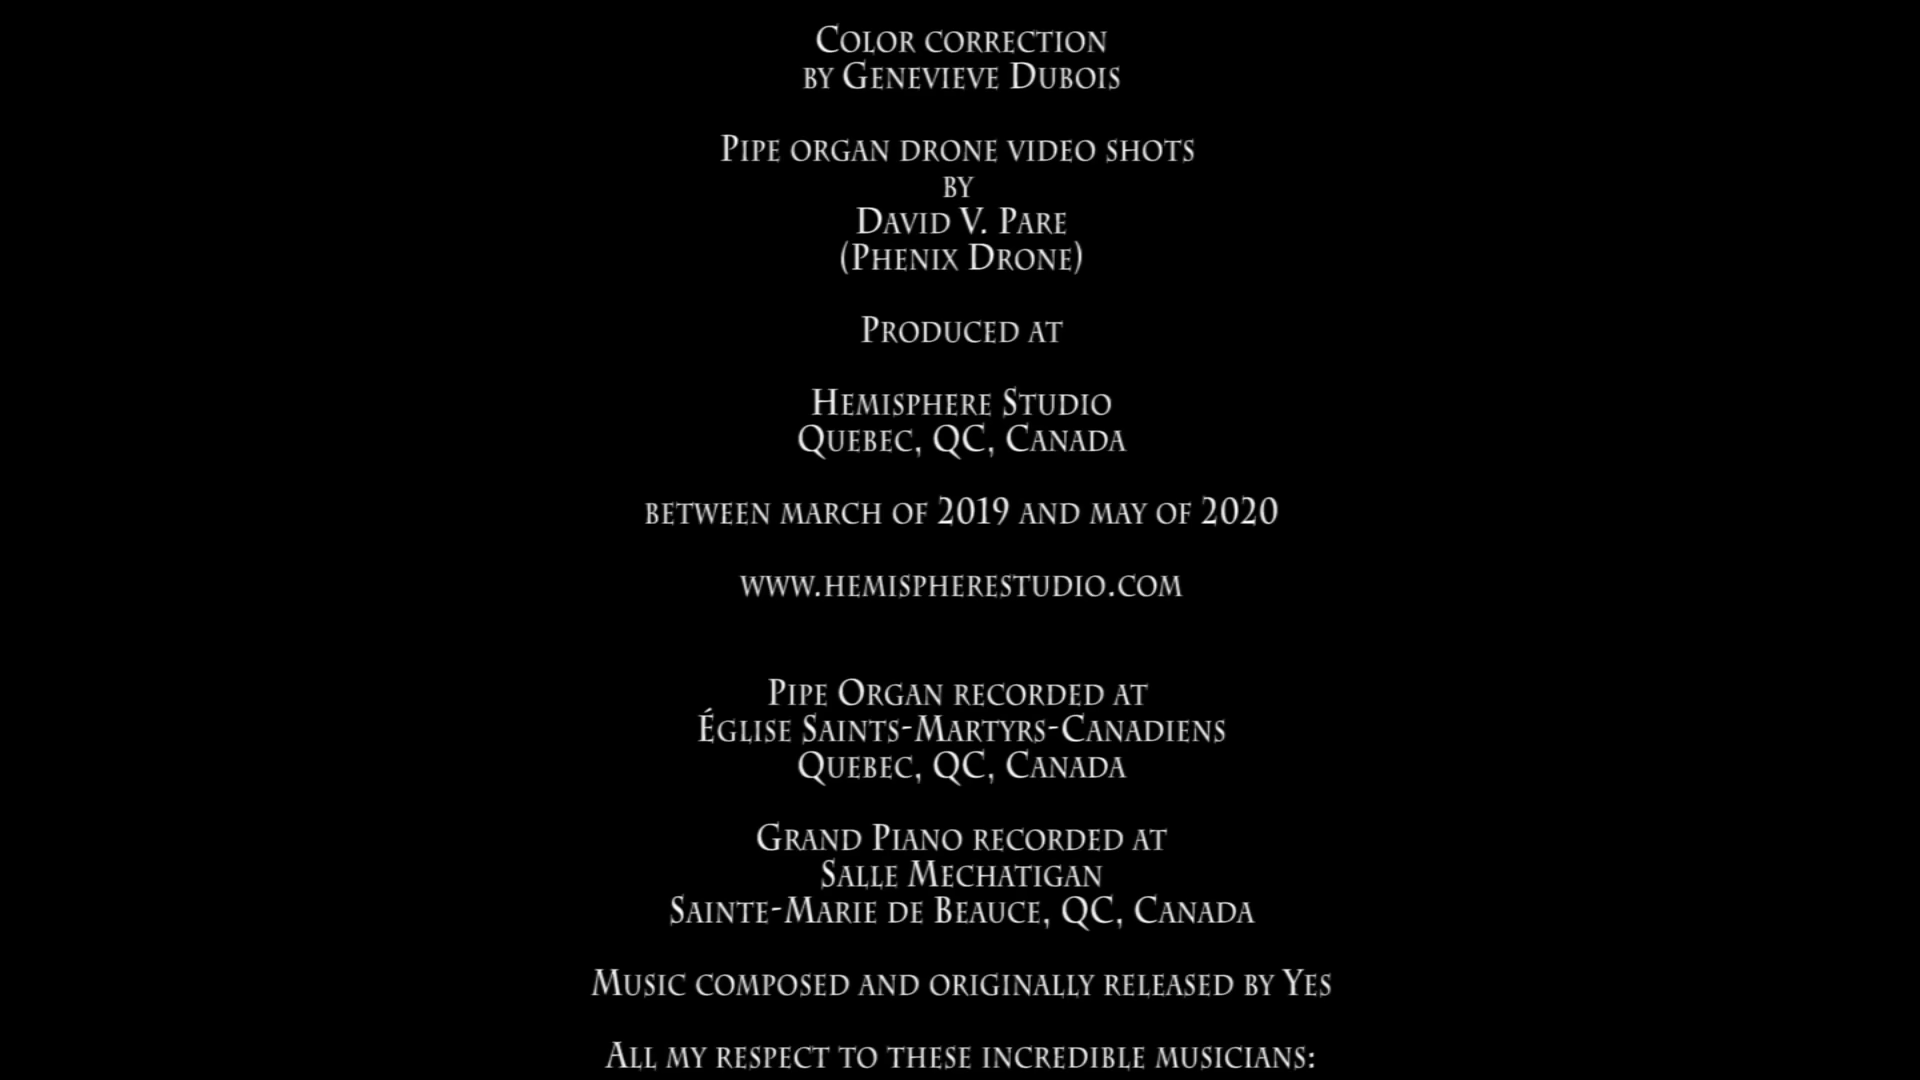 Color correction
by Genevieve Dubois
Pipe organ drone video shots
by
David V. Pare
(Phenix Drone)
Produced at
Hemisphere Studio
Quebec, QC, Canada
between march of 2019 and may of 2020
www.hemispherestudio.com
Pipe Organ recorded at
Église Saints-Martyrs-Canadiens
Quebec, QC, Canada
Grand Piano recorded at
Salle Mechatigan
Sainte-Marie de Beauce, QC, Canada
Music composed and originally released by Yes
All my respect to these incredible musicians: